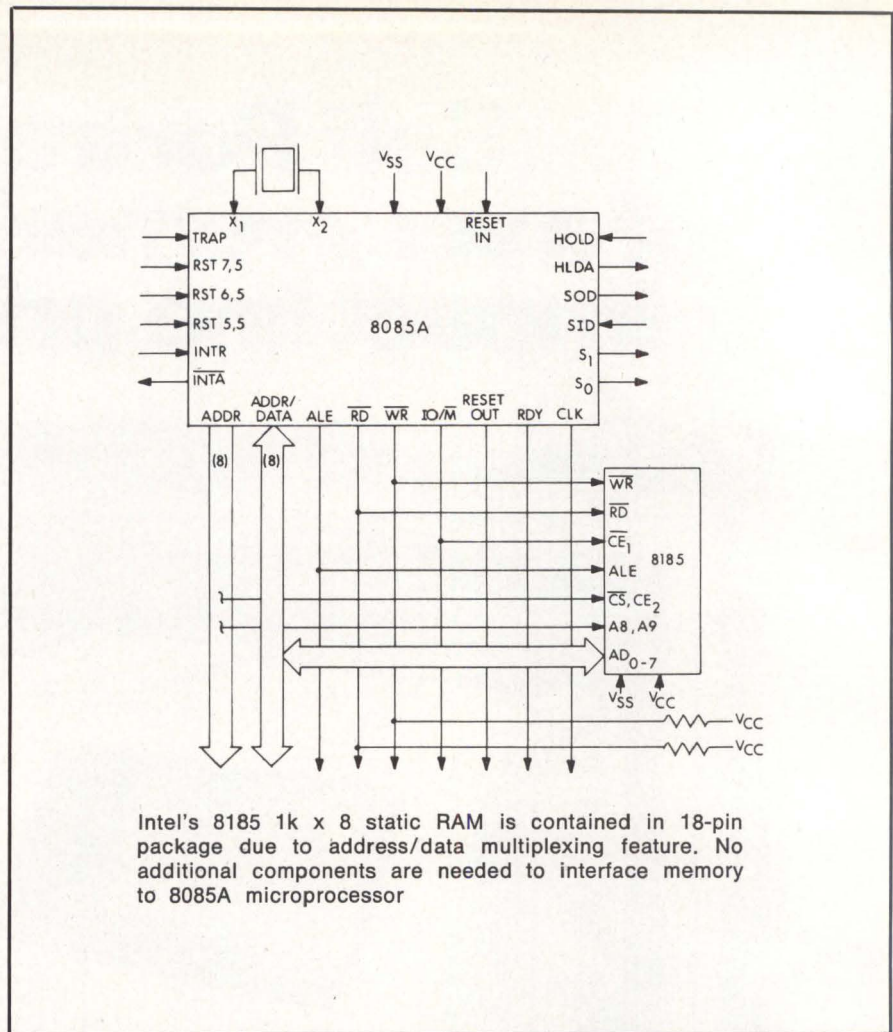 VSS VCC
X1 X2 RESET IN
TRAP HOLD
RST 7,5 HLDA
RST 6,5 SOD
RST 5,5 8085A SID
INTR S1
INTA S0
ADDR ADDR/DATA ALE RD WR IO/M RESET OUT RDY CLK
(8) (8)
WR
RD
CE1
8185
ALE
CS, CE2
A8, A9
AD0-7
VSS VCC
VCC
VCC
Intel's 8185 1k x 8 static RAM is contained in 18-pin
package due to address/data multiplexing feature. No
additional components are needed to interface memory
to 8085A microprocessor